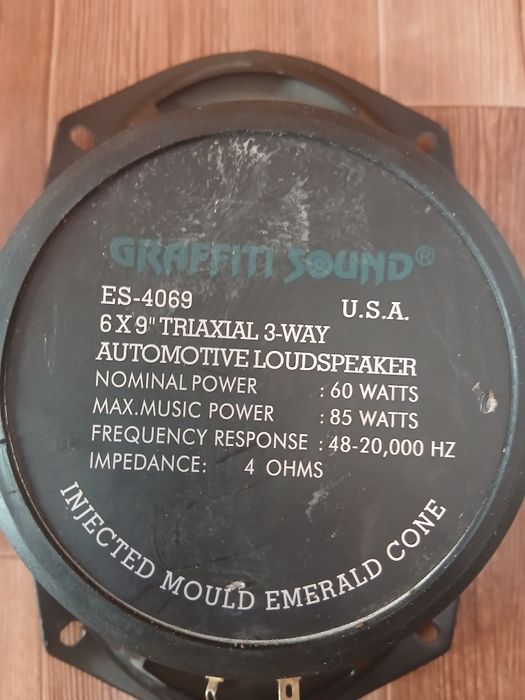 GRAFFITI SOUND®
ES-4069 U.S.A.
6 X 9" TRIAXIAL 3-WAY
AUTOMOTIVE LOUDSPEAKER
NOMINAL POWER : 60 WATTS
MAX.MUSIC POWER : 85 WATTS
FREQUENCY RESPONSE : 48-20,000 HZ
IMPEDANCE: 4 OHMS
INJECTED MOULD EMERALD CONE